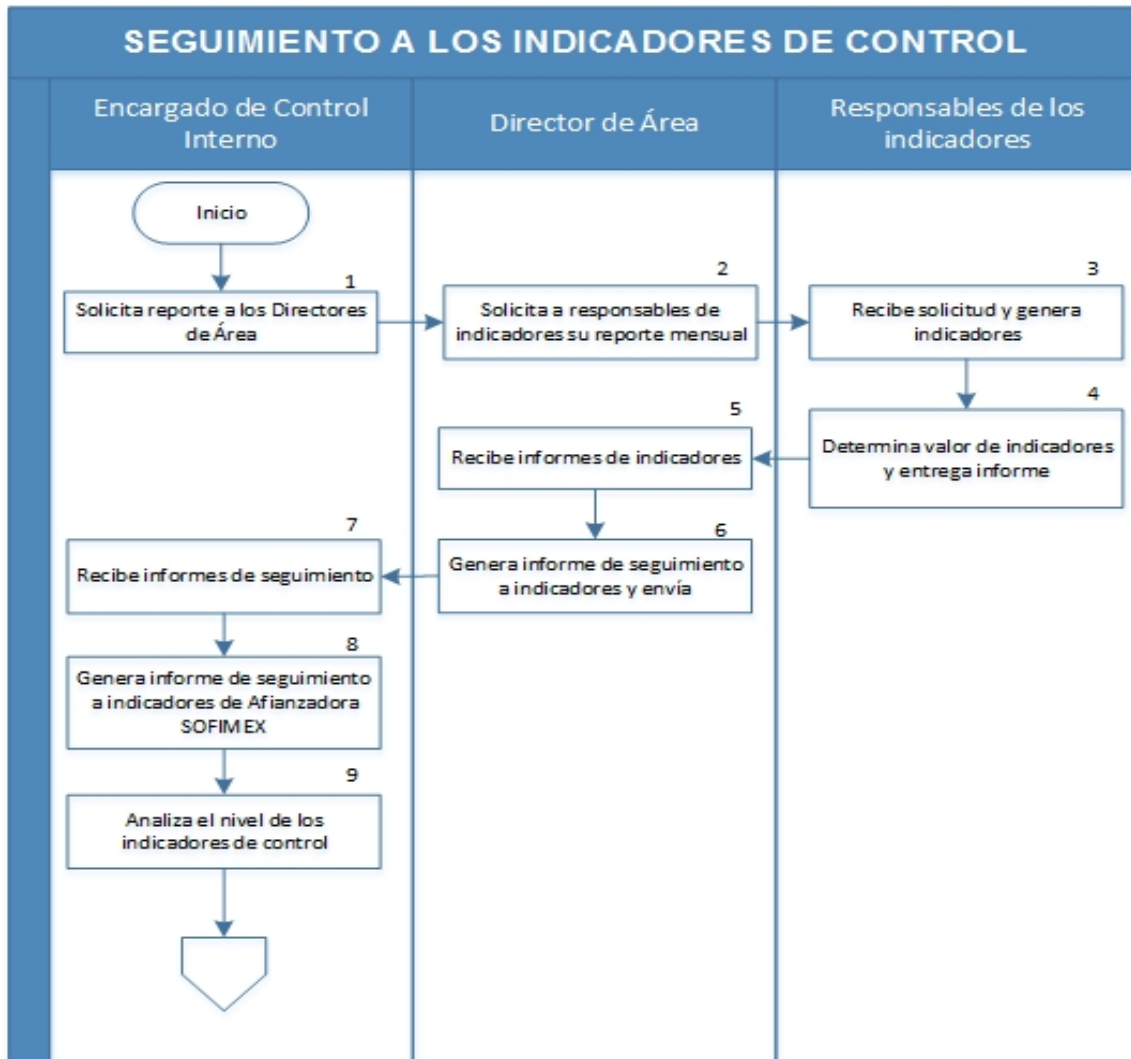 SEGUIMIENTO A LOS INDICADORES DE CONTROL
Encargado de Control
Interno
Director de Área
Responsables de los
indicadores
Inicio
1
Solicita reporte a los Directores
de Área
2
Solicita a responsables de
indicadores su reporte mensual
3
Recibe solicitud y genera
indicadores
4
Determina valor de indicadores
y entrega informe
5
Recibe informes de indicadores
6
Genera informe de seguimiento
a indicadores y envía
7
Recibe informes de seguimiento
8
Genera informe de seguimiento
a indicadores de Afianzadora
SOFIMEX
9
Analiza el nivel de los
indicadores de control